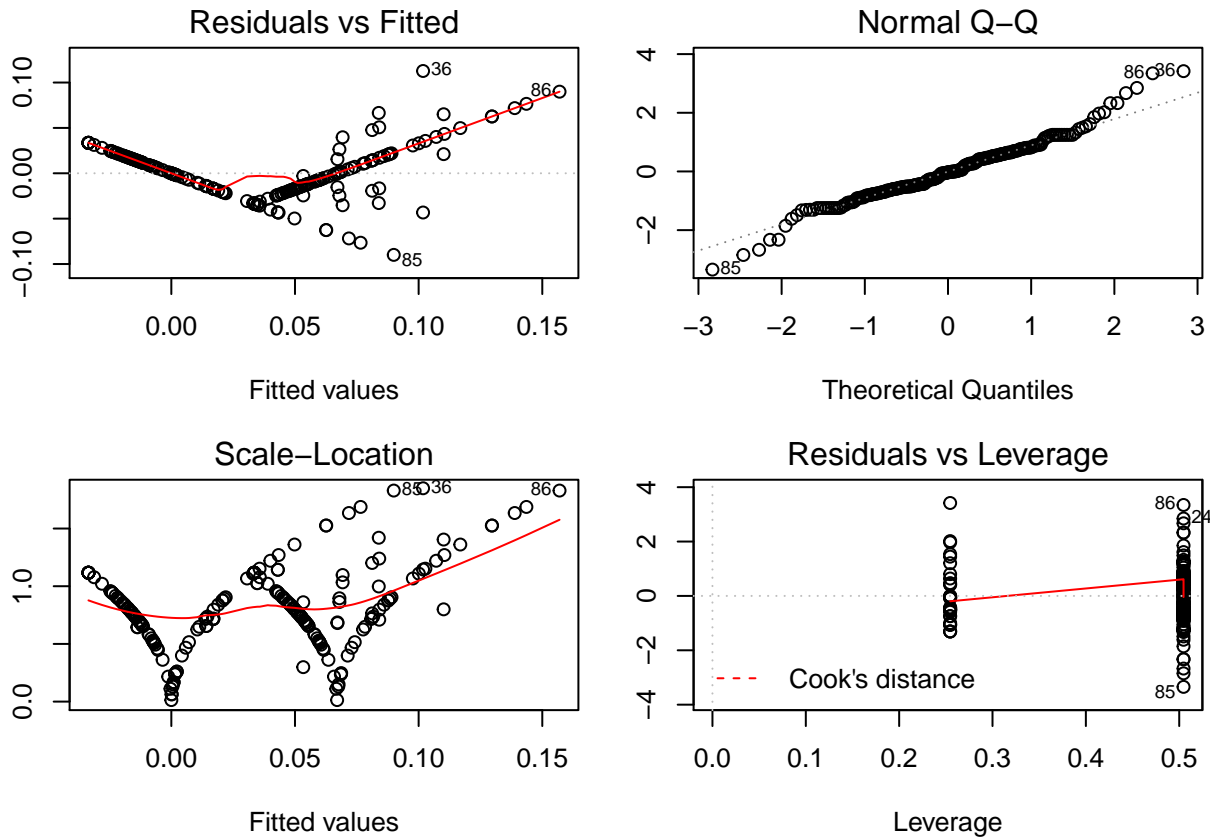 Residuals vs Fitted
0.10
0.00
−0.10
36
86
85
0.00 0.05 0.10 0.15
Fitted values
Normal Q−Q
4
2
0
−2
86 36
85
−3 −2 −1 0 1 2 3
Theoretical Quantiles
Scale−Location
1.0
0.0
85 36
86
0.00 0.05 0.10 0.15
Fitted values
Residuals vs Leverage
4
2
0
−2
−4
86
24
85
Cook's distance
0.0 0.1 0.2 0.3 0.4 0.5
Leverage